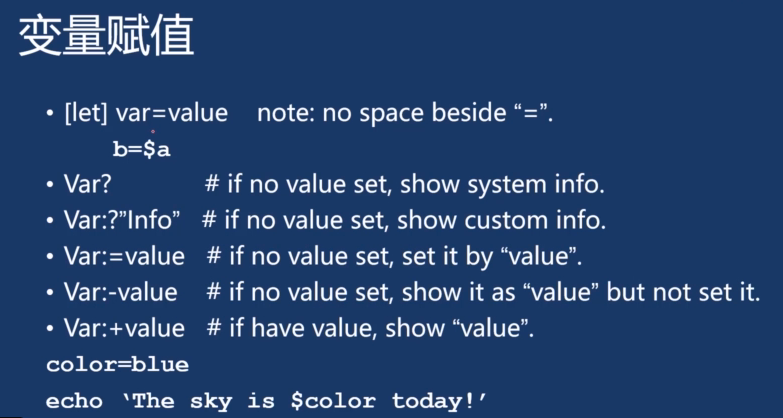 变量赋值
• [let] var=value note: no space beside “=”.
b=$a
• Var? # if no value set, show system info.
• Var:?”Info” # if no value set, show custom info.
• Var:=value # if no value set, set it by “value”.
• Var:-value # if no value set, show it as “value” but not set it.
• Var:+value # if have value, show “value”.
color=blue
echo ‘The sky is $color today!’